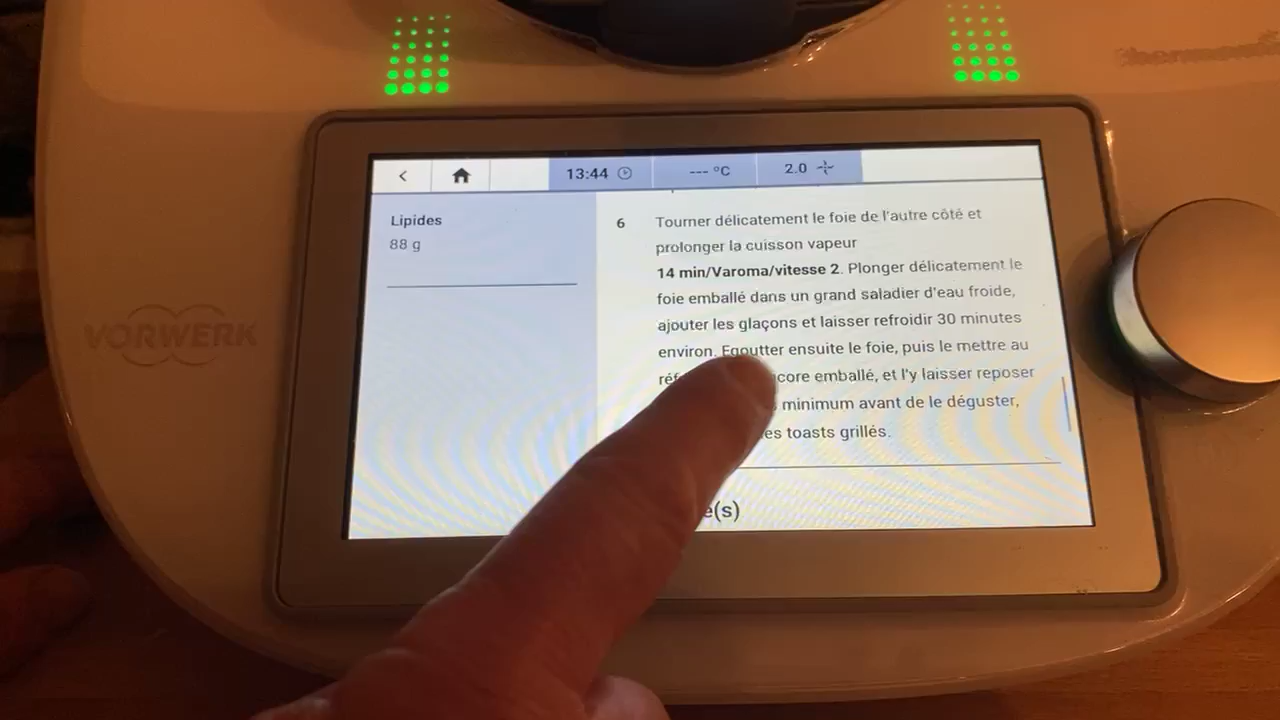 thermomix
13:44
--- °C
2.0
Lipides
88 g
6
Tourner délicatement le foie de l'autre côté et
prolonger la cuisson vapeur
14 min/Varoma/vitesse 2. Plonger délicatement le
foie emballé dans un grand saladier d'eau froide,
ajouter les glaçons et laisser refroidir 30 minutes
environ. Egoutter ensuite le foie, puis le mettre au
réf core emballé, et l'y laisser reposer
minimum avant de le déguster,
es toasts grillés.
e(s)
VORWERK